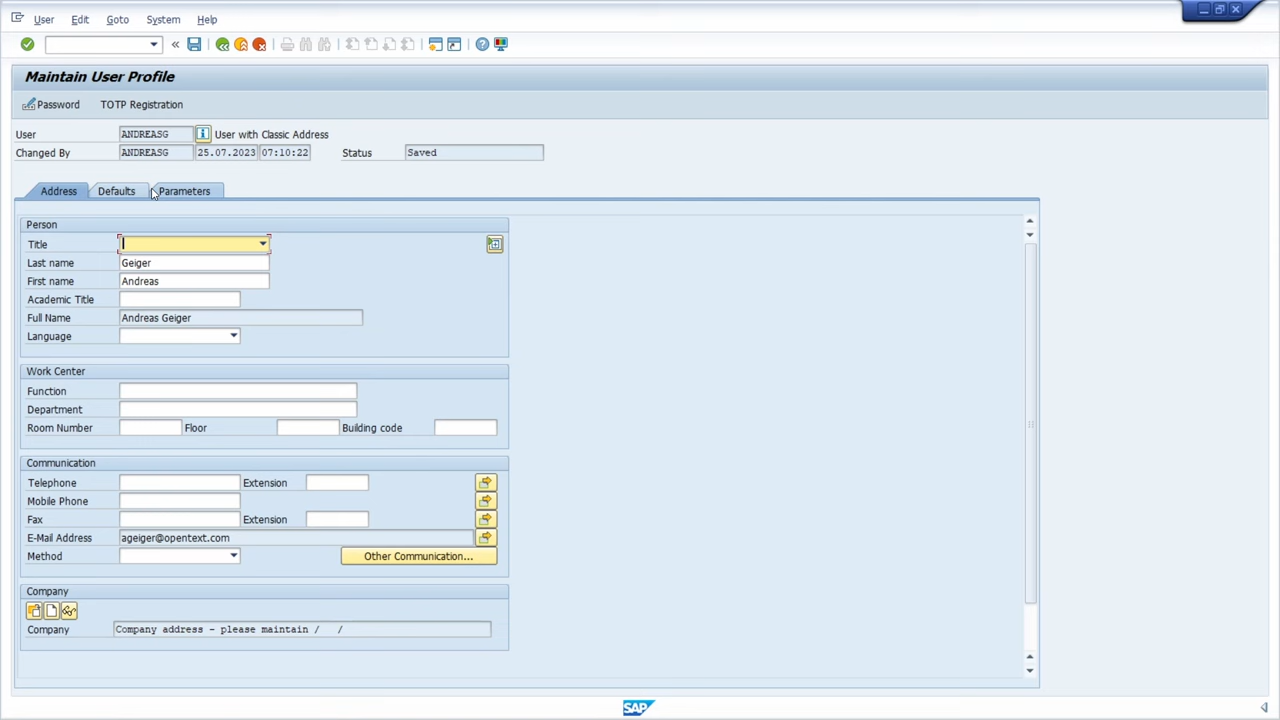 User Edit Goto System Help
Maintain User Profile
Password TOTP Registration
User ANDREASG User with Classic Address
Changed By ANDREASG 25.07.2023 07:10:22 Status Saved
Address Defaults Parameters
Person
Title
Last name Geiger
First name Andreas
Academic Title
Full Name Andreas Geiger
Language
Work Center
Function
Department
Room Number Floor Building code
Communication
Telephone Extension
Mobile Phone
Fax Extension
E-Mail Address ageiger@opentext.com
Method Other Communication...
Company
Company Company address - please maintain / /
SAP